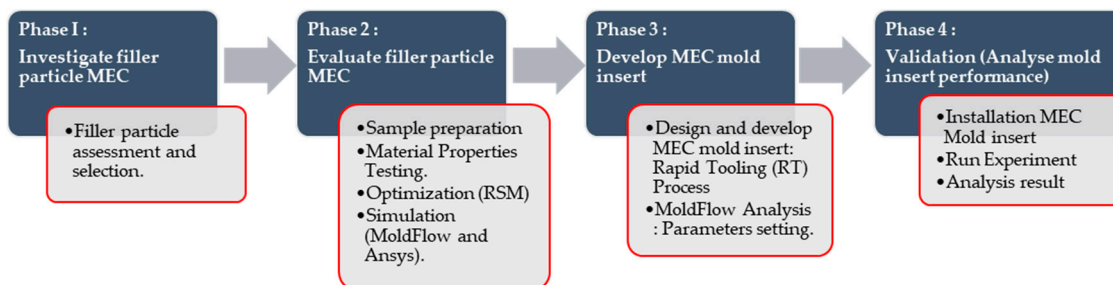 Phase I :
Investigate filler
particle MEC
•Filler particle
assessment and
selection.
Phase 2 :
Evaluate filler particle
MEC
•Sample preparation
•Material Properties
Testing.
•Optimization (RSM)
•Simulation
(MoldFlow and
Ansys).
Phase 3 :
Develop MEC mold
insert
•Design and develop
MEC mold insert:
Rapid Tooling (RT)
Process
•MoldFlow Analysis
: Parameters setting.
Phase 4 :
Validation (Analyse mold
insert performance)
•Installation MEC
Mold insert
•Run Experiment
•Analysis result